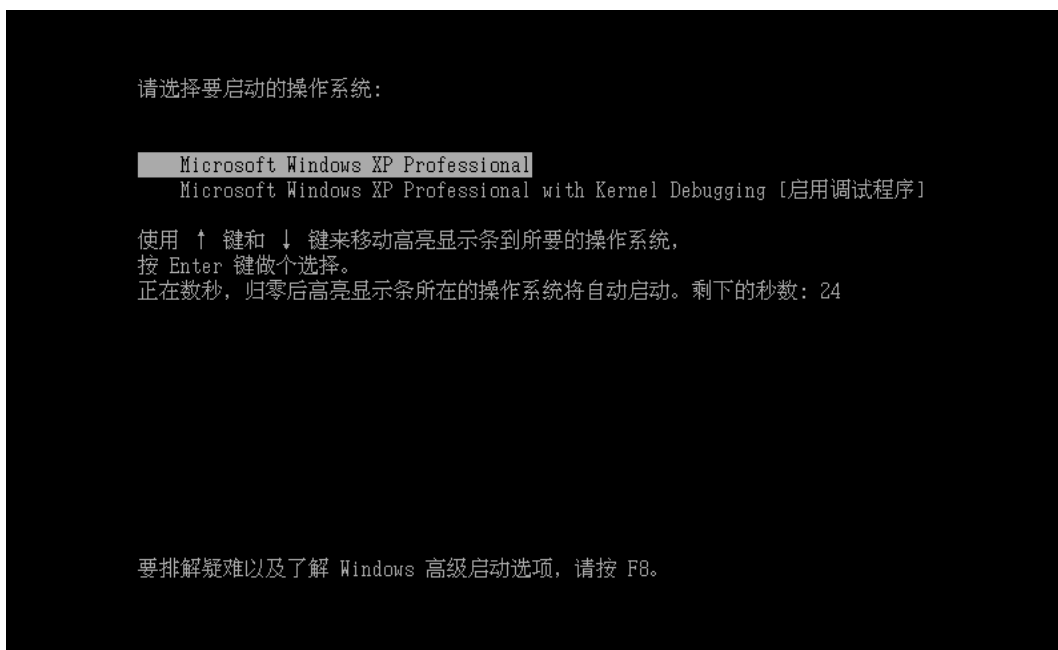 请选择要启动的操作系统:
Microsoft Windows XP Professional
Microsoft Windows XP Professional with Kernel Debugging [启用调试程序]
使用 ↑ 键和 ↓ 键来移动高亮显示条到所要的操作系统,
按 Enter 键做个选择。
正在数秒, 归零后高亮显示条所在的操作系统将自动启动。剩下的秒数: 24
要排解疑难以及了解 Windows 高级启动选项, 请按 F8。